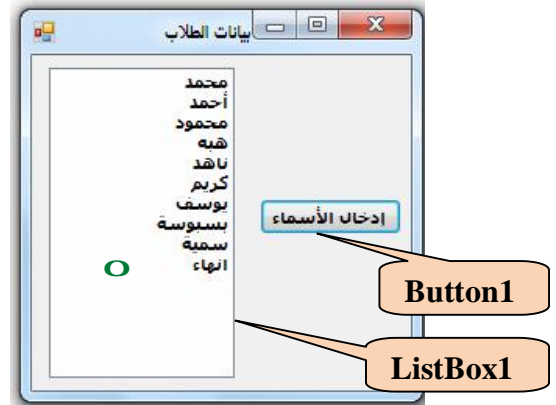 بيانات الطلاب
محمد
أحمد
محمود
هبه
ناهد
كريم
يوسف
بسبوسة
سمية
انهاء
إدخال الأسماء
O
Button1
ListBox1